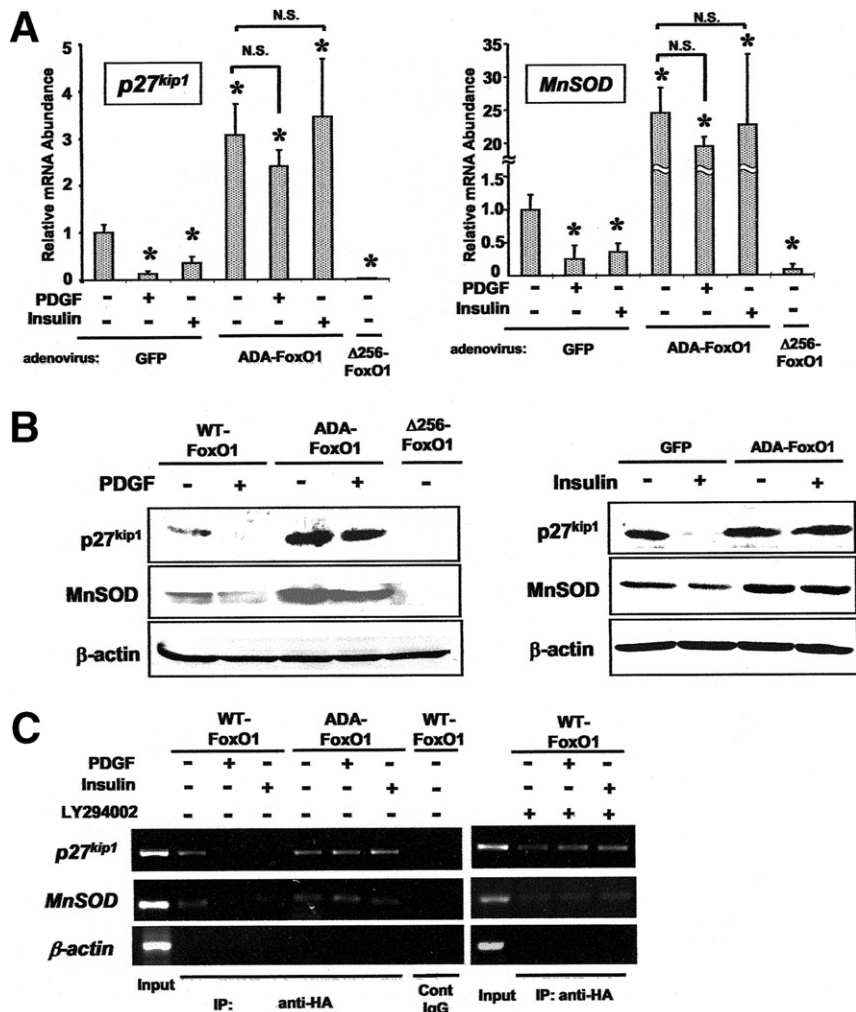 A
p27kip1
Relative mRNA Abundance
5
4
3
2
1
0
N.S.
N.S.
* * * * * *
PDGF - + - - + - -
Insulin - - + - - + -
adenovirus: GFP ADA-FoxO1 Δ256-FoxO1
MnSOD
Relative mRNA Abundance
35
30
25
20
1.5
1.0
0.5
0
N.S.
N.S.
* * * * * *
PDGF - + - - + - -
Insulin - - + - - + -
adenovirus: GFP ADA-FoxO1 Δ256-FoxO1
B
WT-FoxO1 ADA-FoxO1 Δ256-FoxO1
PDGF - + - + -
p27kip1
MnSOD
β-actin
GFP ADA-FoxO1
Insulin - + - +
p27kip1
MnSOD
β-actin
C
WT-FoxO1 ADA-FoxO1 WT-FoxO1 WT-FoxO1
PDGF - + - - + - - - + -
Insulin - - + - - + - - - +
LY294002 - - - - - - - + + +
p27kip1
MnSOD
β-actin
Input IP: anti-HA Cont IgG Input IP: anti-HA